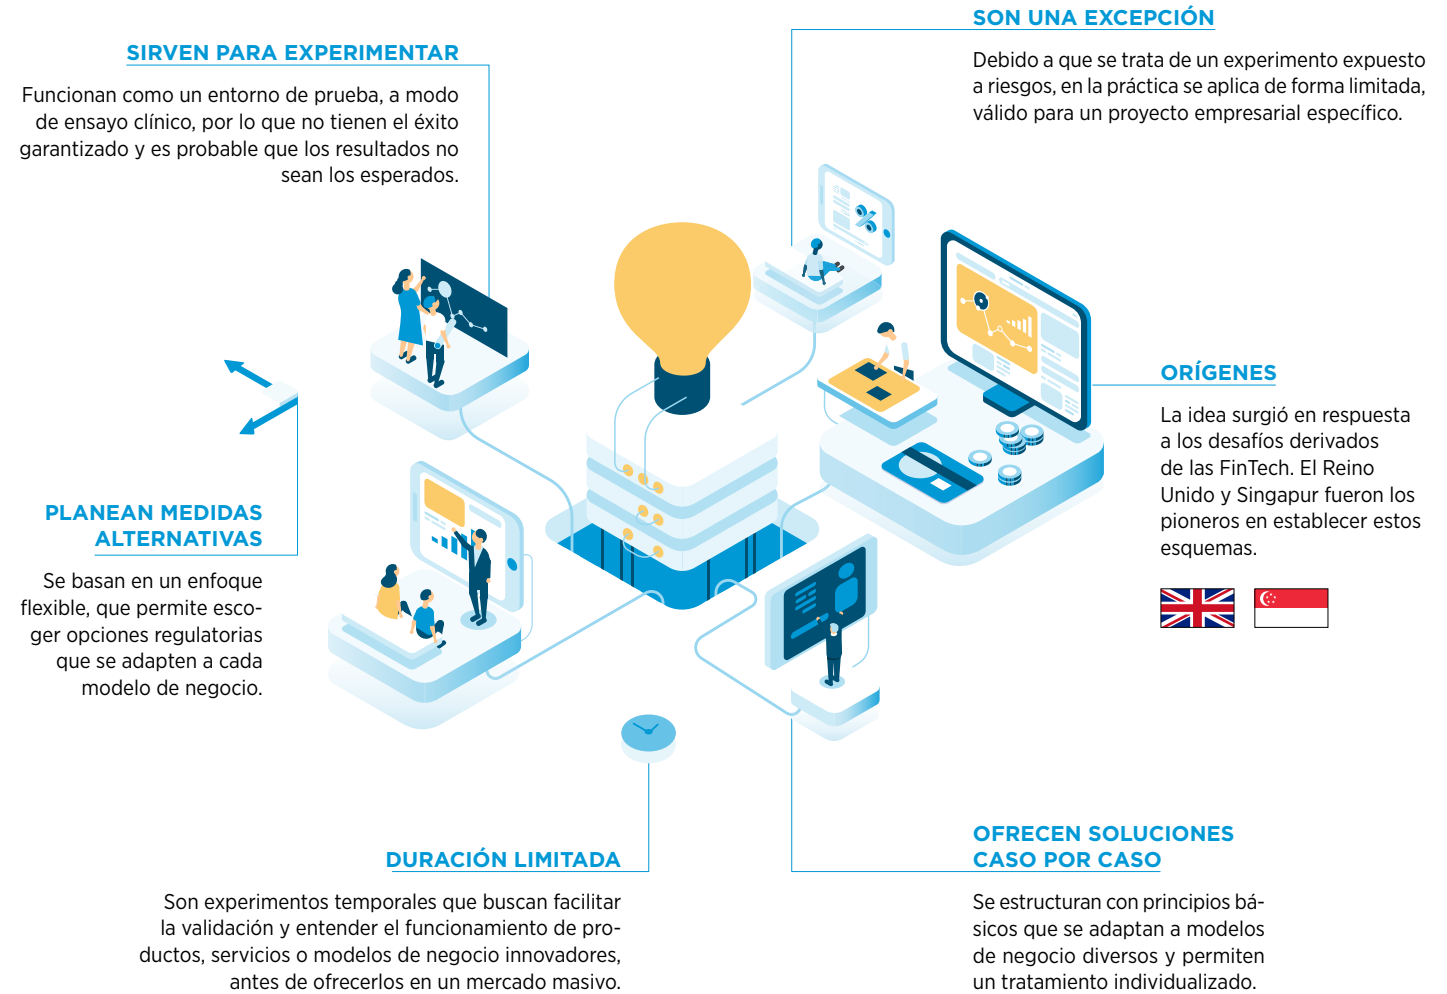 SIRVEN PARA EXPERIMENTAR
Funcionan como un entorno de prueba, a modo
de ensayo clínico, por lo que no tienen el éxito
garantizado y es probable que los resultados no
sean los esperados.
SON UNA EXCEPCIÓN
Debido a que se trata de un experimento expuesto
a riesgos, en la práctica se aplica de forma limitada,
válido para un proyecto empresarial específico.
%
ORÍGENES
La idea surgió en respuesta
a los desafíos derivados
de las FinTech. El Reino
Unido y Singapur fueron los
pioneros en establecer estos
esquemas.
PLANEAN MEDIDAS
ALTERNATIVAS
Se basan en un enfoque
flexible, que permite esco-
ger opciones regulatorias
que se adapten a cada
modelo de negocio.
DURACIÓN LIMITADA
Son experimentos temporales que buscan facilitar
la validación y entender el funcionamiento de pro-
ductos, servicios o modelos de negocio innovadores,
antes de ofrecerlos en un mercado masivo.
OFRECEN SOLUCIONES
CASO POR CASO
Se estructuran con principios bá-
sicos que se adaptan a modelos
de negocio diversos y permiten
un tratamiento individualizado.